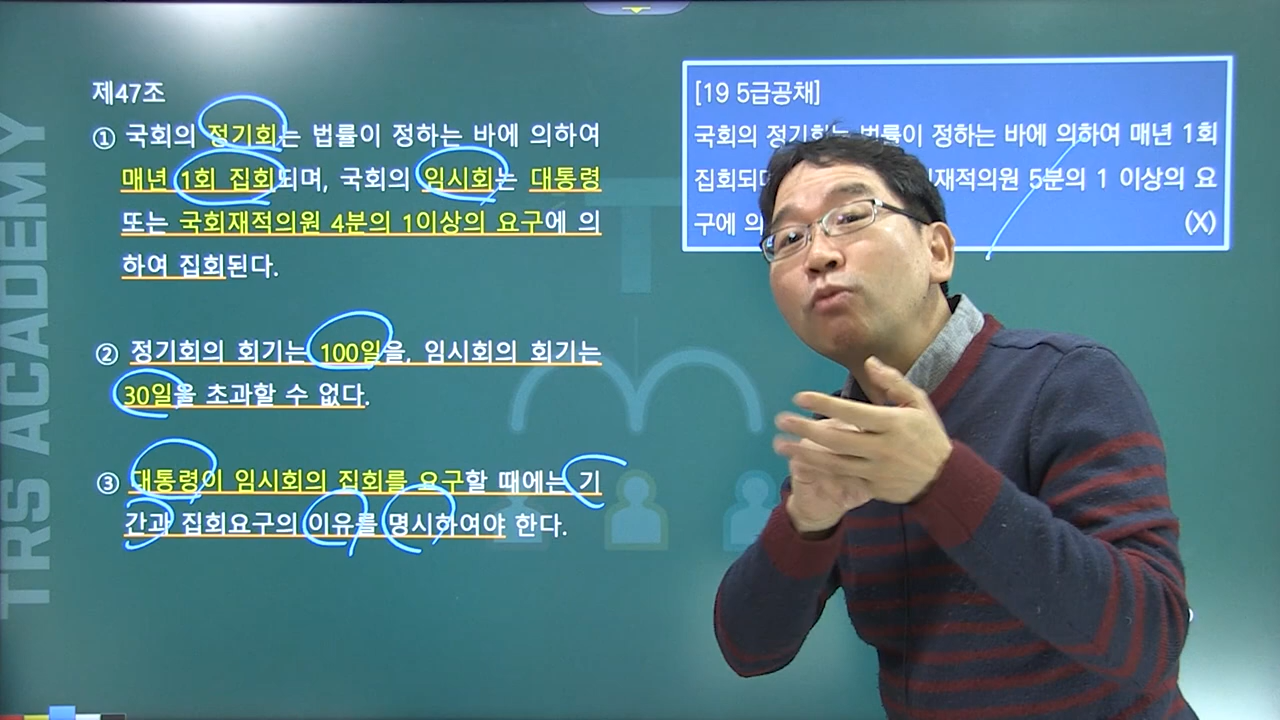 제47조
① 국회의 정기회는 법률이 정하는 바에 의하여
매년 1회 집회되며, 국회의 임시회는 대통령
또는 국회재적의원 4분의 1이상의 요구에 의
하여 집회된다.
② 정기회의 회기는 100일을, 임시회의 회기는
30일을 초과할 수 없다.
③ 대통령이 임시회의 집회를 요구할 때에는 기
간과 집회요구의 이유를 명시하여야 한다.
[19 5급공채]
국회의 정기회는 법률이 정하는 바에 의하여 매년 1회
집회되며 재적의원 5분의 1 이상의 요
구에 의 (X)
TRS ACADEMY